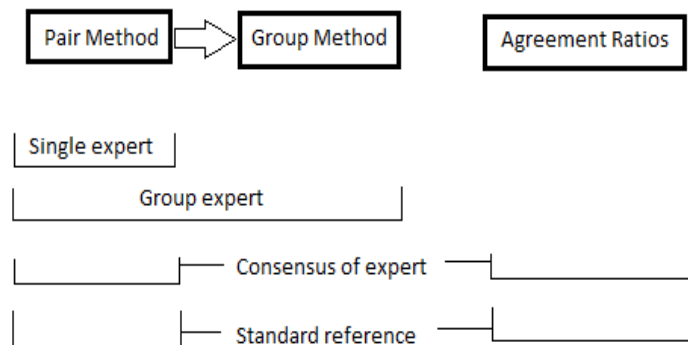 Pair Method
Group Method
Agreement Ratios
Single expert
Group expert
Consensus of expert
Standard reference